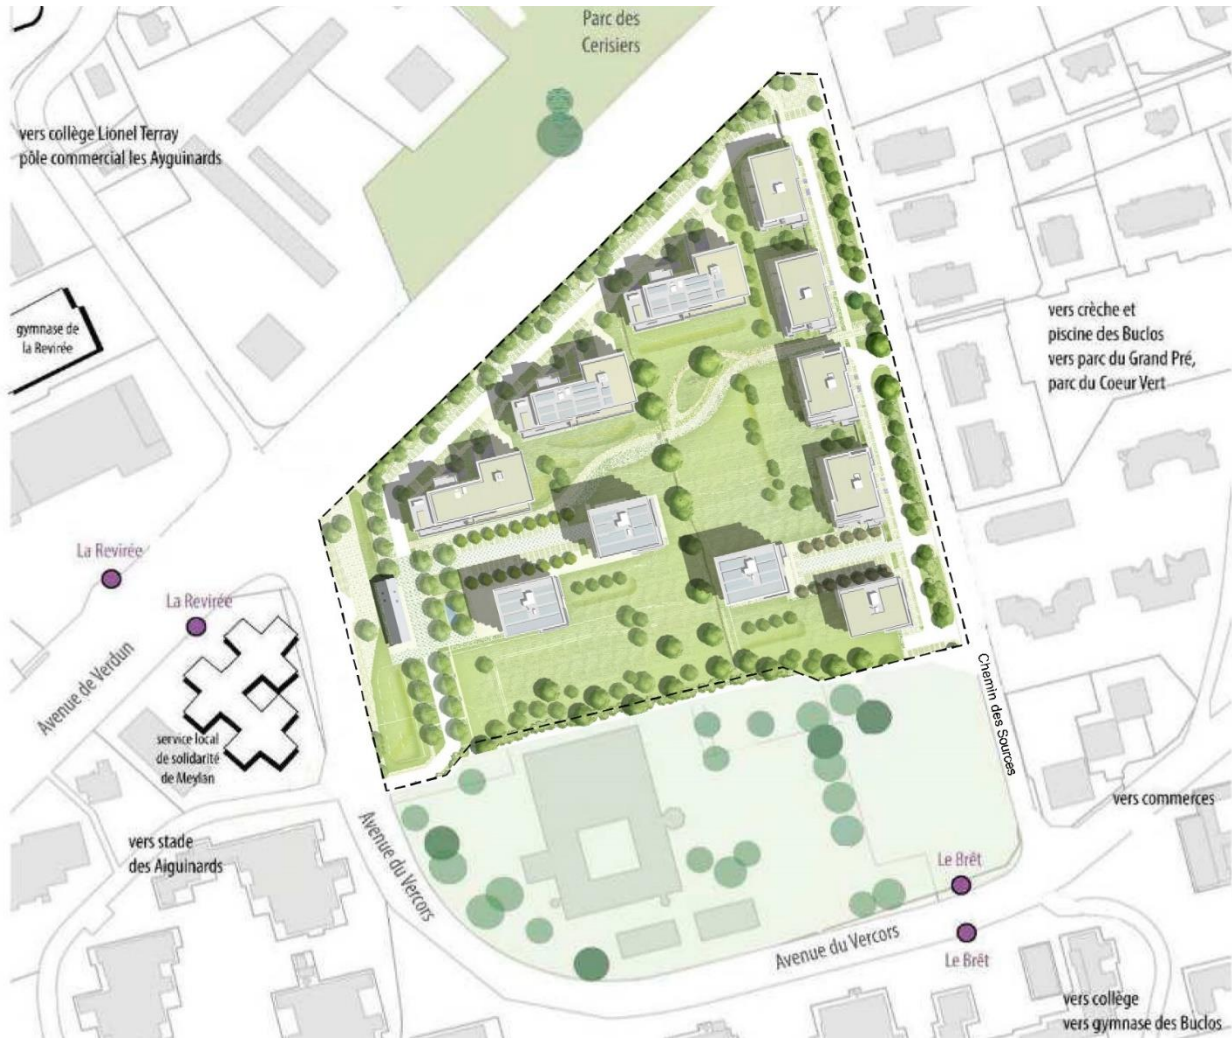 Parc des
Cerisiers
vers collège Lionel Terray
pôle commercial les Ayguinards
gymnase de
la Revirée
vers crèche et
piscine des Buclos
vers parc du Grand Pré,
parc du Coeur Vert
La Revirée
La Revirée
Avenue de Verdun
service local
de solidarité
de Meylan
Chemin des Sources
vers commerces
vers stade
des Aiguinards
Avenue du Vercors
Le Brêt
Avenue du Vercors
Le Brêt
vers collège
vers gymnase des Buclos